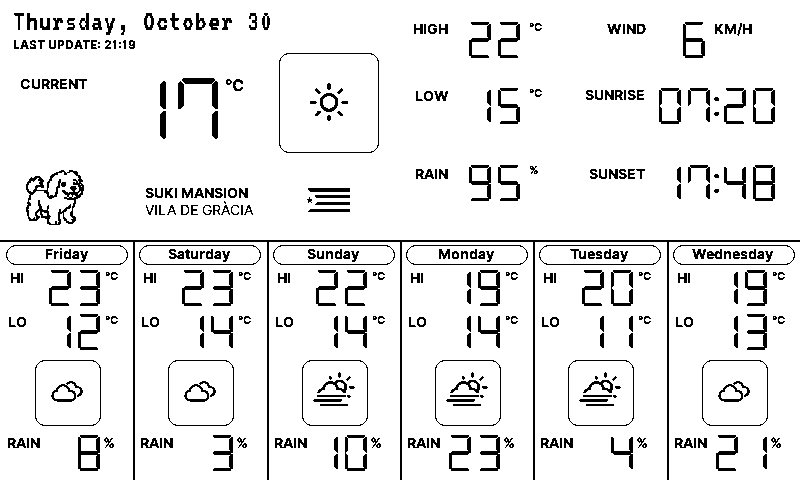 Thursday, October 30
LAST UPDATE: 21:19
CURRENT 17 °C
SUKI MANSION
VILA DE GRÀCIA
HIGH 22 °C
LOW 15 °C
RAIN 95 %
WIND 6 KM/H
SUNRISE 07:20
SUNSET 17:48
Friday
HI 23 °C
LO 12 °C
RAIN 8 %
Saturday
HI 23 °C
LO 14 °C
RAIN 3 %
Sunday
HI 22 °C
LO 14 °C
RAIN 10 %
Monday
HI 19 °C
LO 14 °C
RAIN 23 %
Tuesday
HI 20 °C
LO 11 °C
RAIN 4 %
Wednesday
HI 19 °C
LO 13 °C
RAIN 21 %